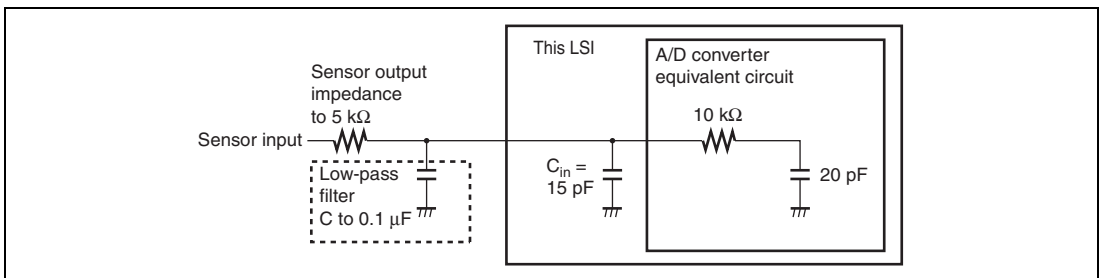 This LSI
A/D converter
equivalent circuit
Sensor output
impedance
to 5 kΩ
10 kΩ
Sensor input
Low-pass
filter
C to 0.1 μF
C_in =
15 pF
20 pF